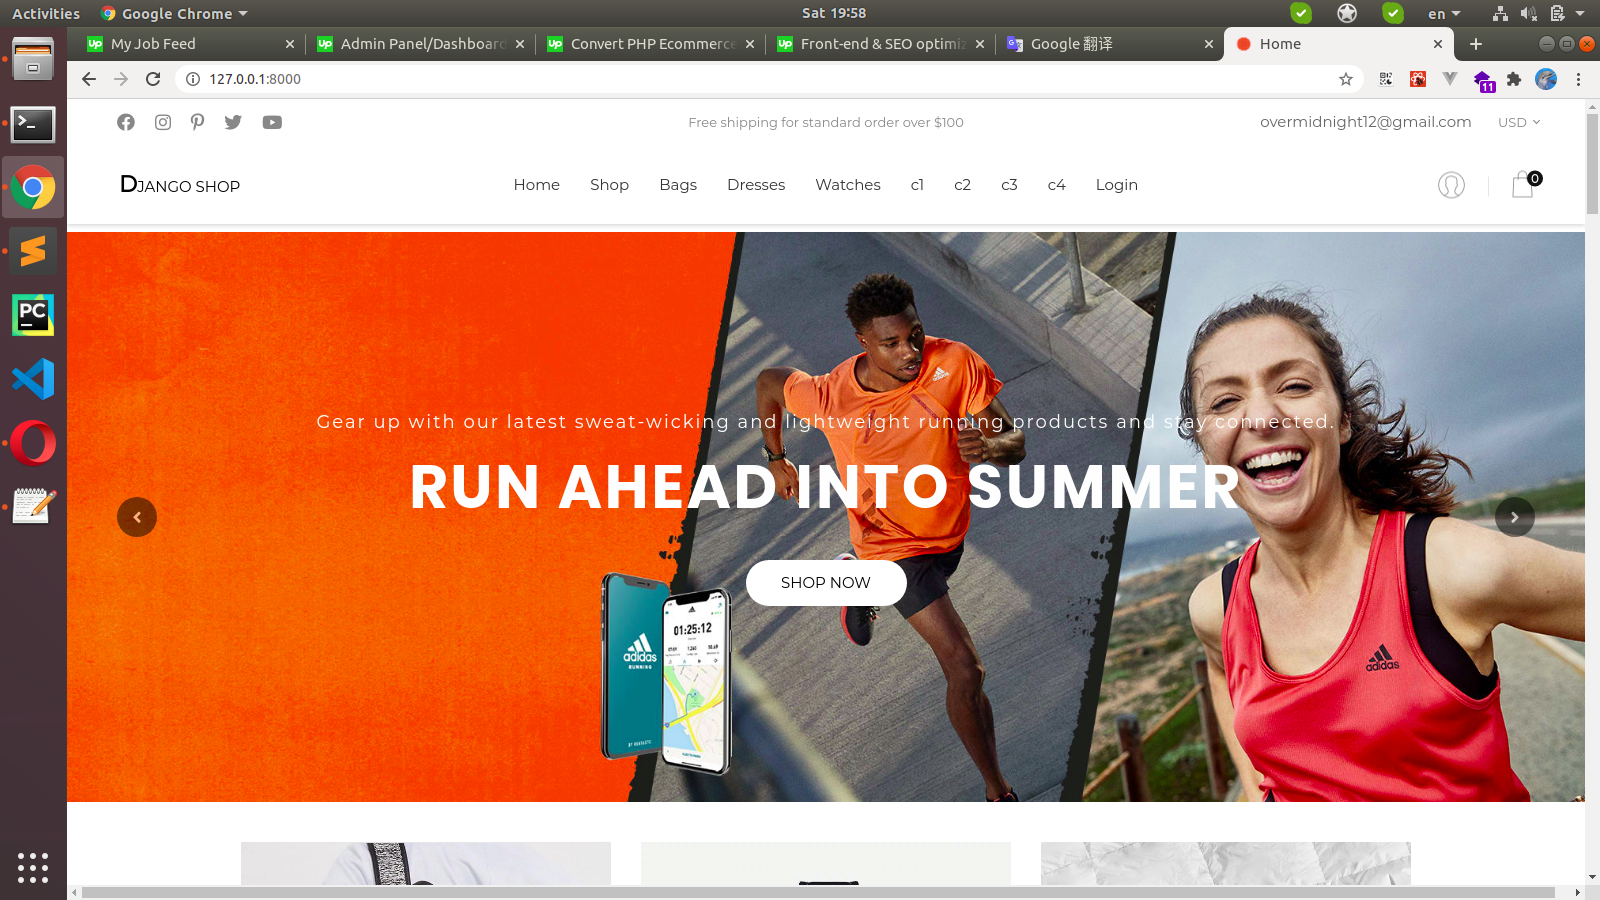 Activities Google Chrome Sat 19:58 en
My Job Feed Admin Panel/Dashboard Convert PHP Ecommerce Front-end & SEO optimiz Google 翻译 Home
127.0.0.1:8000 11
Free shipping for standard order over $100 overmidnight12@gmail.com USD
DJANGO SHOP Home Shop Bags Dresses Watches c1 c2 c3 c4 Login 0
Gear up with our latest sweat-wicking and lightweight running products and stay connected.
RUN AHEAD INTO SUMMER
SHOP NOW
01:25:12
adidas
RUNNING
adidas
PC